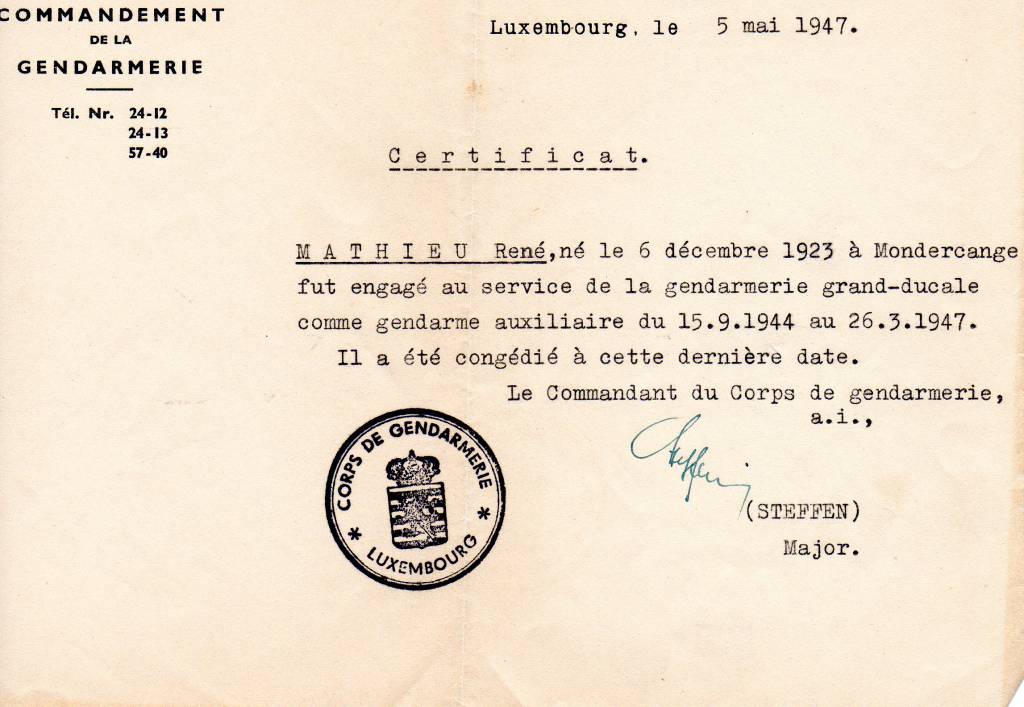 COMMANDEMENT
DE LA
GENDARMERIE
Tél. Nr. 24-12
24-13
57-40
Luxembourg, le 5 mai 1947.
Certificat.
MATHIEU René, né le 6 décembre 1923 à Mondercange
fut engagé au service de la gendarmerie grand-ducale
comme gendarme auxiliaire du 15.9.1944 au 26.3.1947.
Il a été congédié à cette dernière date.
Le Commandant du Corps de gendarmerie,
a.i.,
Steffen
(STEFFEN)
Major.
CORPS DE GENDARMERIE
* LUXEMBOURG *